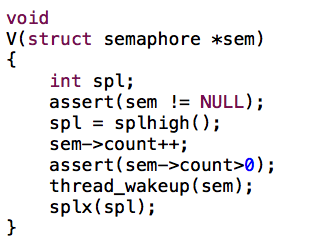 void
V(struct semaphore *sem)
{
    int spl;
    assert(sem != NULL);
    spl = splhigh();
    sem->count++;
    assert(sem->count>0);
    thread_wakeup(sem);
    splx(spl);
}